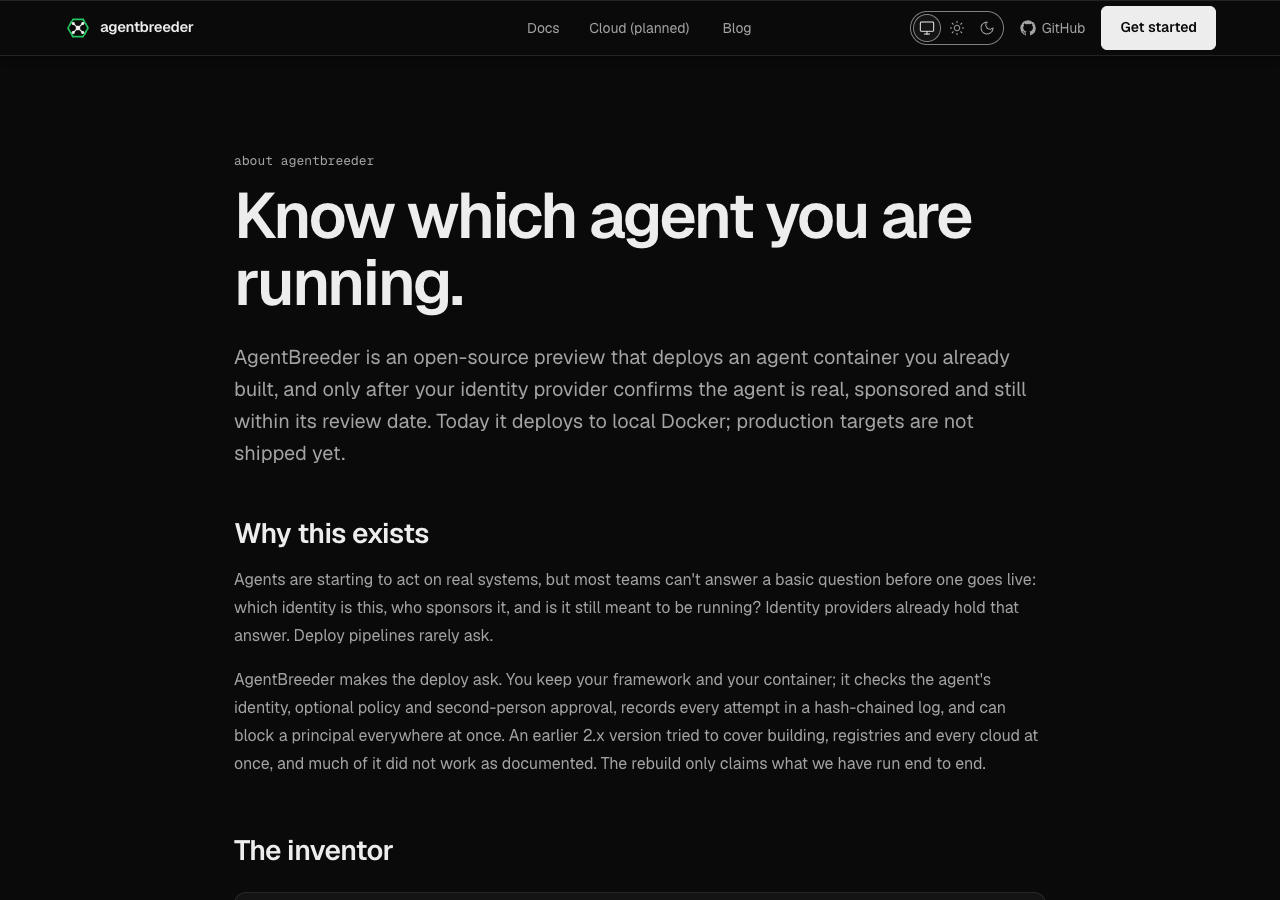 agentbreeder
Docs
Cloud (planned)
Blog
GitHub
Get started
about agentbreeder
Know which agent you are
running.
AgentBreeder is an open-source preview that deploys an agent container you already
built, and only after your identity provider confirms the agent is real, sponsored and still
within its review date. Today it deploys to local Docker; production targets are not
shipped yet.
Why this exists
Agents are starting to act on real systems, but most teams can't answer a basic question before one goes live:
which identity is this, who sponsors it, and is it still meant to be running? Identity providers already hold that
answer. Deploy pipelines rarely ask.
AgentBreeder makes the deploy ask. You keep your framework and your container; it checks the agent's
identity, optional policy and second-person approval, records every attempt in a hash-chained log, and can
block a principal everywhere at once. An earlier 2.x version tried to cover building, registries and every cloud at
once, and much of it did not work as documented. The rebuild only claims what we have run end to end.
The inventor